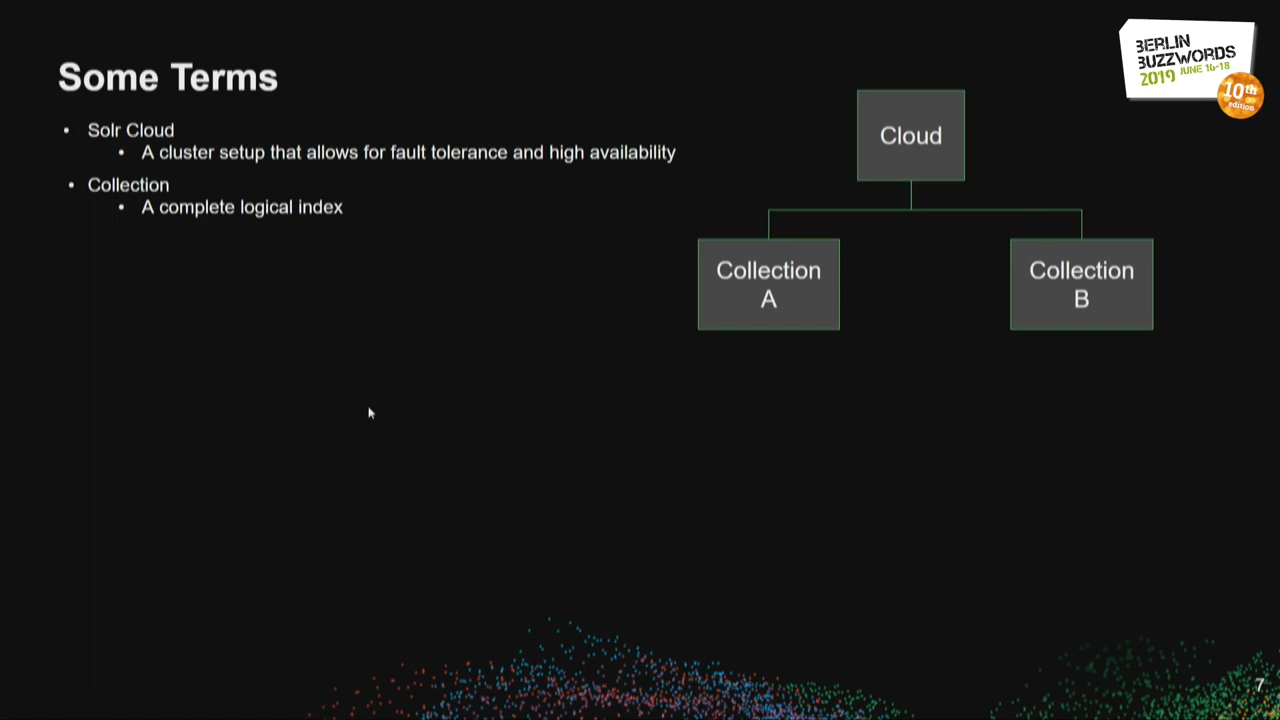 Some Terms
• Solr Cloud
• A cluster setup that allows for fault tolerance and high availability
• Collection
• A complete logical index
Cloud
Collection
A
Collection
B
BERLIN
BUZZWORDS
2019 JUNE 16-18
10th
edition
7